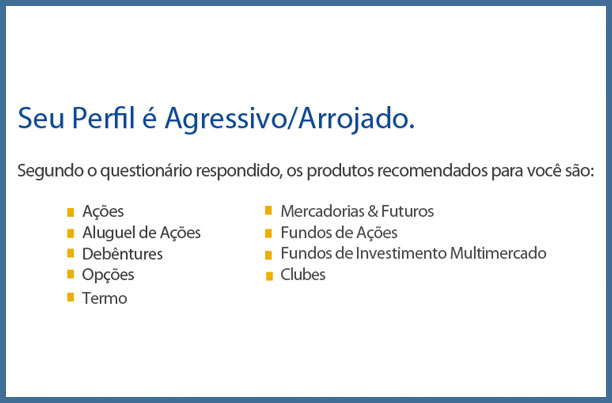 Seu Perfil é Agressivo/Arrojado.
Segundo o questionário respondido, os produtos recomendados para você são:
Ações
Aluguel de Ações
Debêntures
Opções
Termo
Mercadorias & Futuros
Fundos de Ações
Fundos de Investimento Multimercado
Clubes